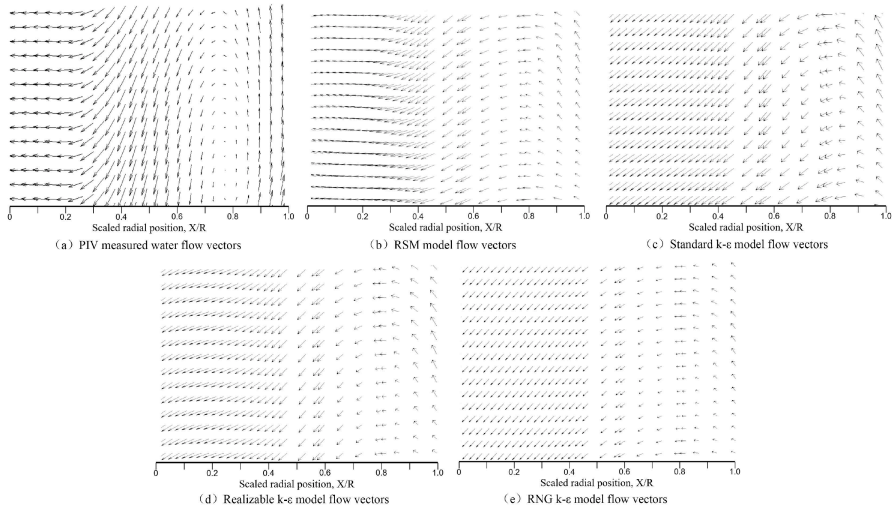 0 0.2 0.4 0.6 0.8 1.0
Scaled radial position, X/R
（a）PIV measured water flow vectors
0 0.2 0.4 0.6 0.8 1.0
Scaled radial position, X/R
（b）RSM model flow vectors
0 0.2 0.4 0.6 0.8 1.0
Scaled radial position, X/R
（c）Standard k-ε model flow vectors
0 0.2 0.4 0.6 0.8 1.0
Scaled radial position, X/R
（d）Realizable k-ε model flow vectors
0 0.2 0.4 0.6 0.8 1.0
Scaled radial position, X/R
（e）RNG k-ε model flow vectors